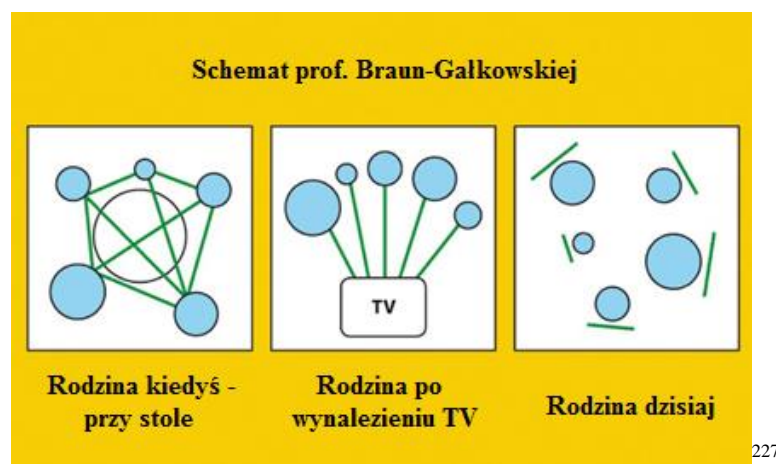 Schemat prof. Braun-Gałkowskiej
TV
Rodzina kiedyś -
przy stole
Rodzina po
wynalezieniu TV
Rodzina dzisiaj
227